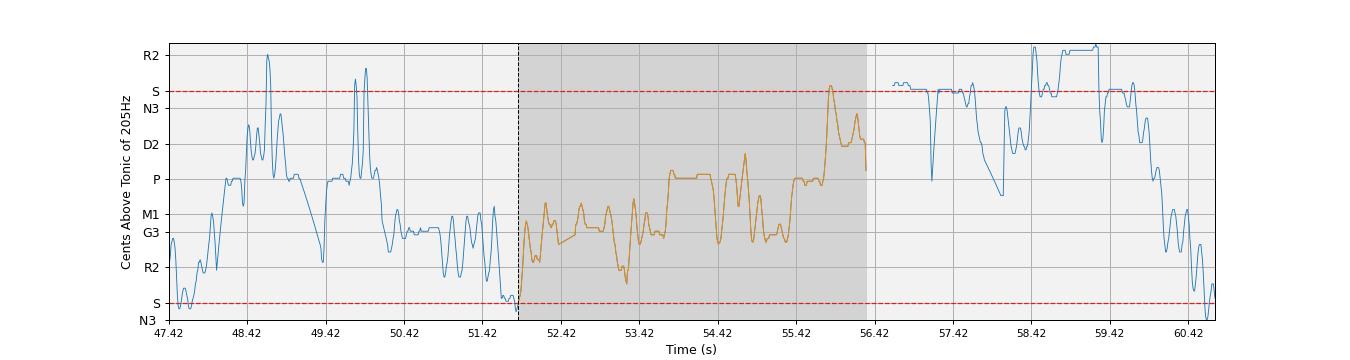 R2
S
N3
D2
P
M1
G3
R2
S
N3
Cents Above Tonic of 205Hz
47.42 48.42 49.42 50.42 51.42 52.42 53.42 54.42 55.42 56.42 57.42 58.42 59.42 60.42
Time (s)